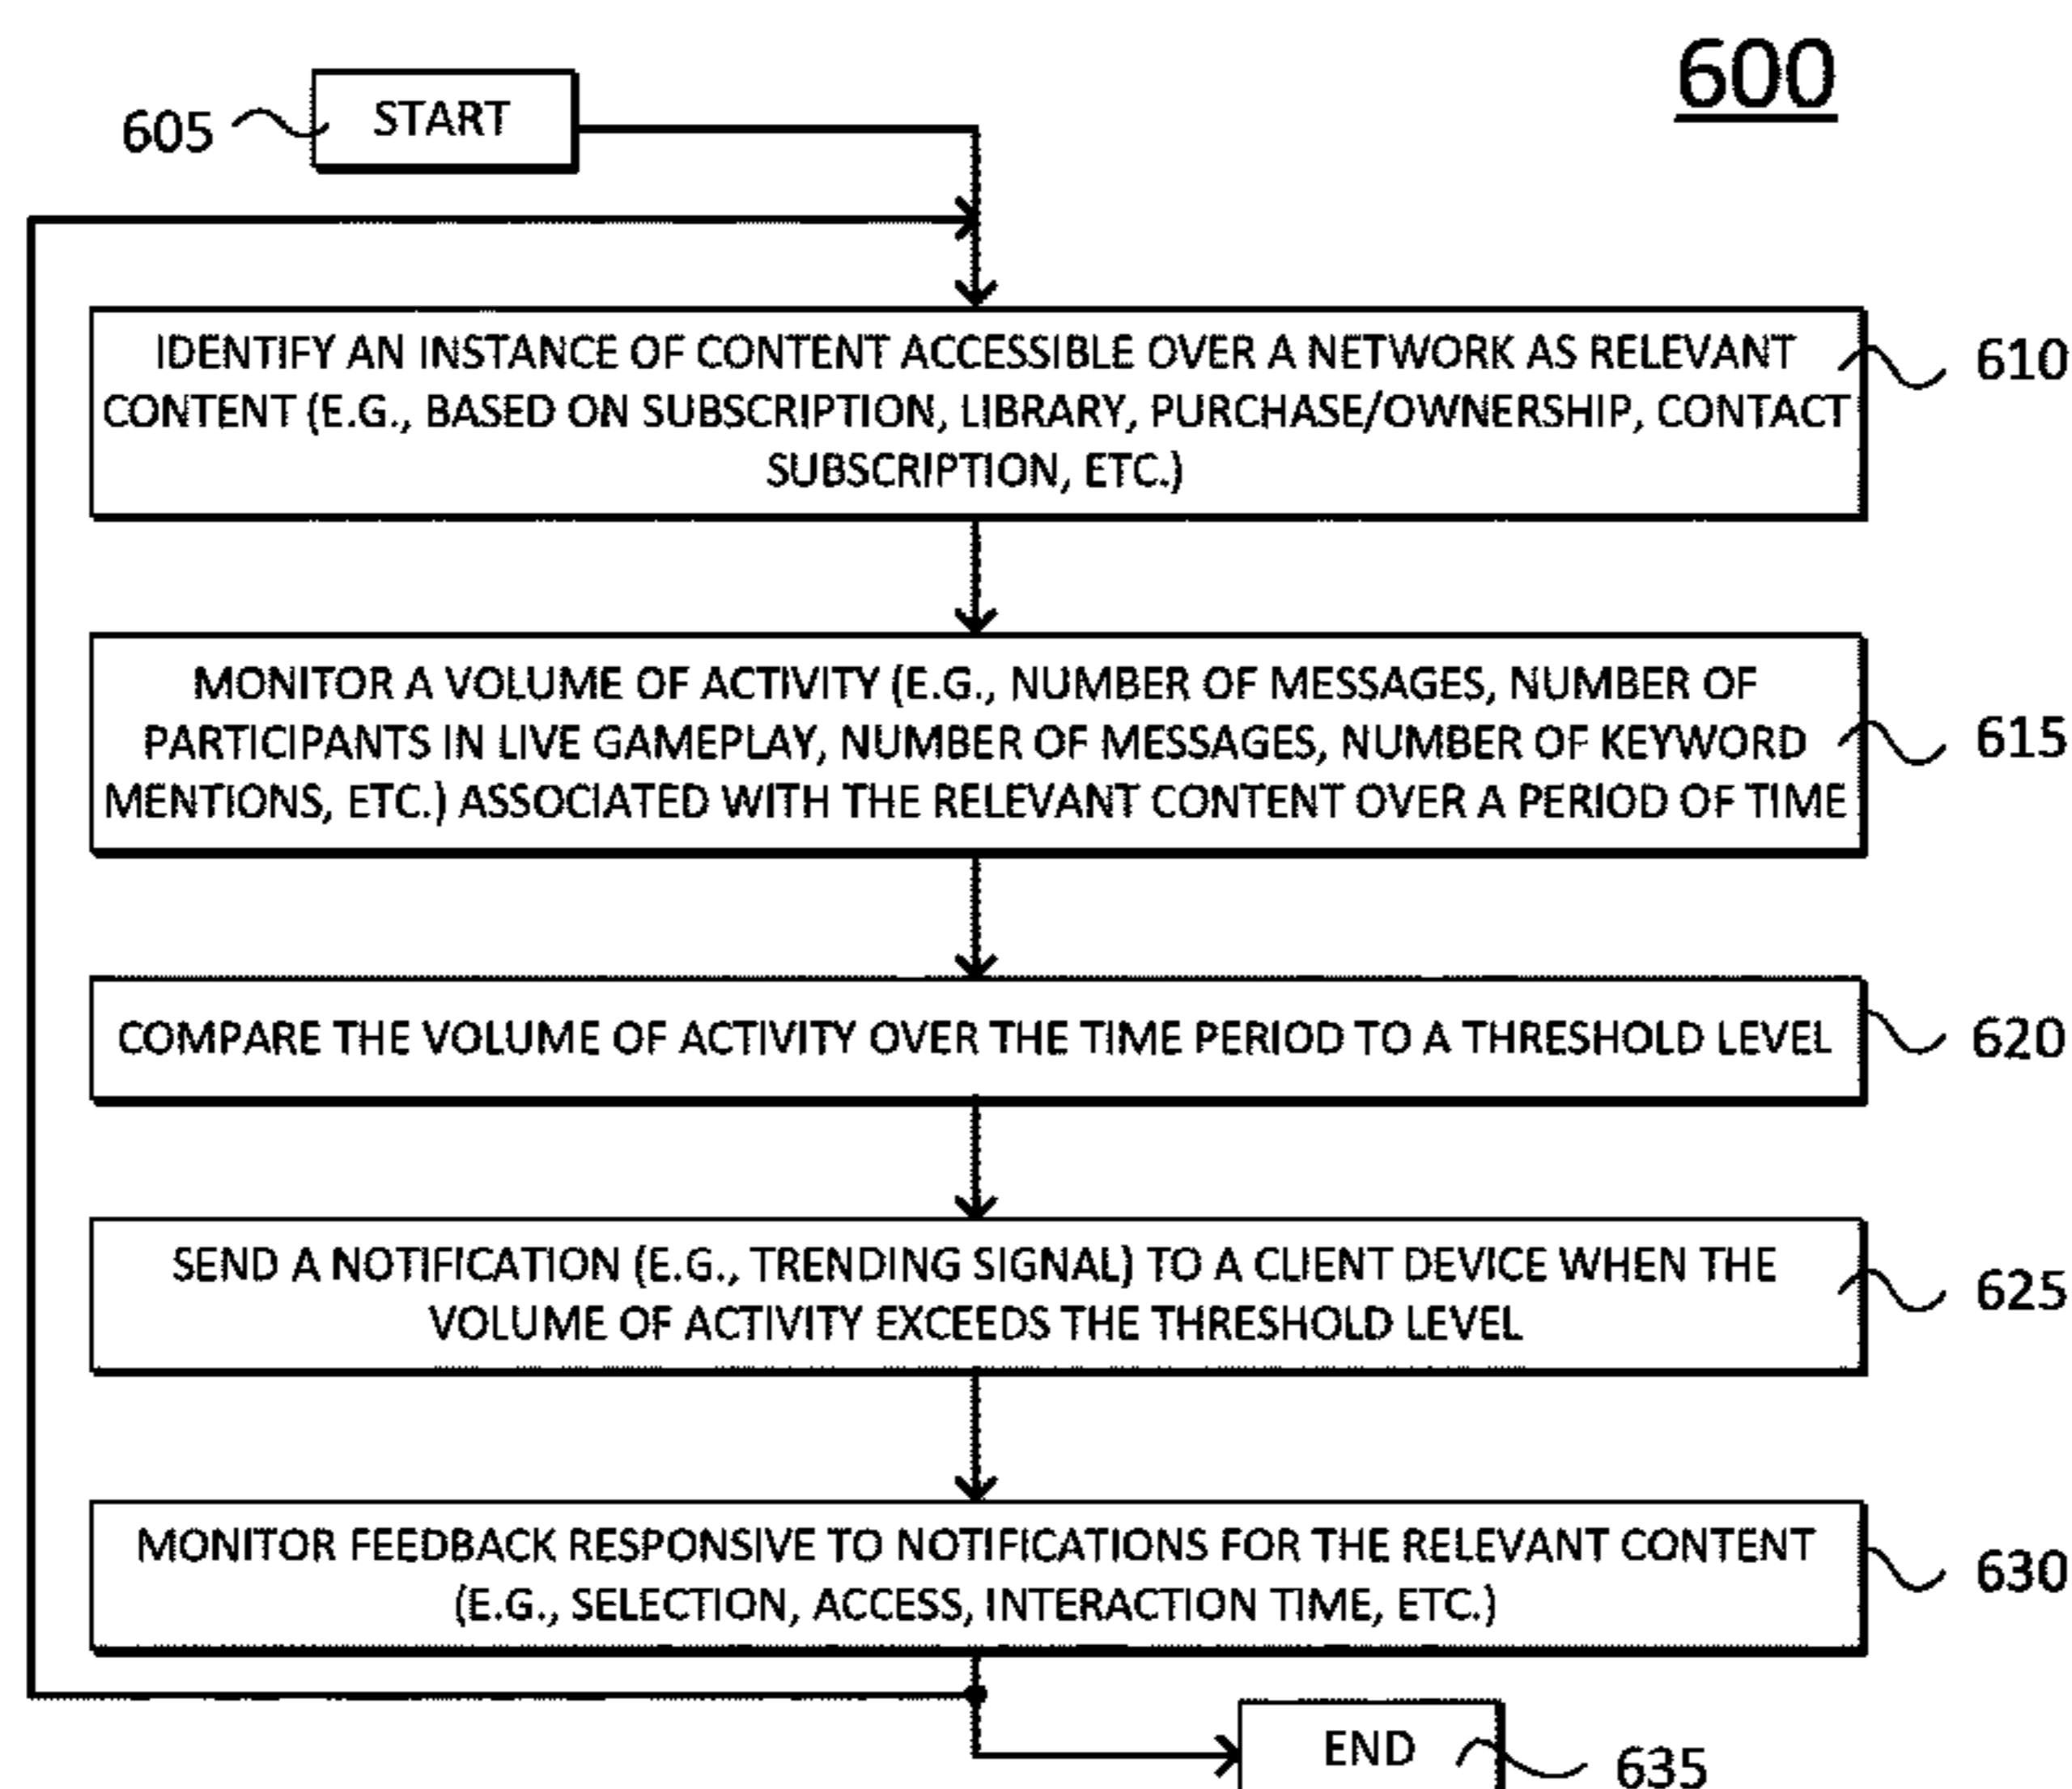 600
605
START
IDENTIFY AN INSTANCE OF CONTENT ACCESSIBLE OVER A NETWORK AS RELEVANT
CONTENT (E.G., BASED ON SUBSCRIPTION, LIBRARY, PURCHASE/OWNERSHIP, CONTACT
SUBSCRIPTION, ETC.)
610
MONITOR A VOLUME OF ACTIVITY (E.G., NUMBER OF MESSAGES, NUMBER OF
PARTICIPANTS IN LIVE GAMEPLAY, NUMBER OF MESSAGES, NUMBER OF KEYWORD
MENTIONS, ETC.) ASSOCIATED WITH THE RELEVANT CONTENT OVER A PERIOD OF TIME
615
COMPARE THE VOLUME OF ACTIVITY OVER THE TIME PERIOD TO A THRESHOLD LEVEL
620
SEND A NOTIFICATION (E.G., TRENDING SIGNAL) TO A CLIENT DEVICE WHEN THE
VOLUME OF ACTIVITY EXCEEDS THE THRESHOLD LEVEL
625
MONITOR FEEDBACK RESPONSIVE TO NOTIFICATIONS FOR THE RELEVANT CONTENT
(E.G., SELECTION, ACCESS, INTERACTION TIME, ETC.)
630
END
635